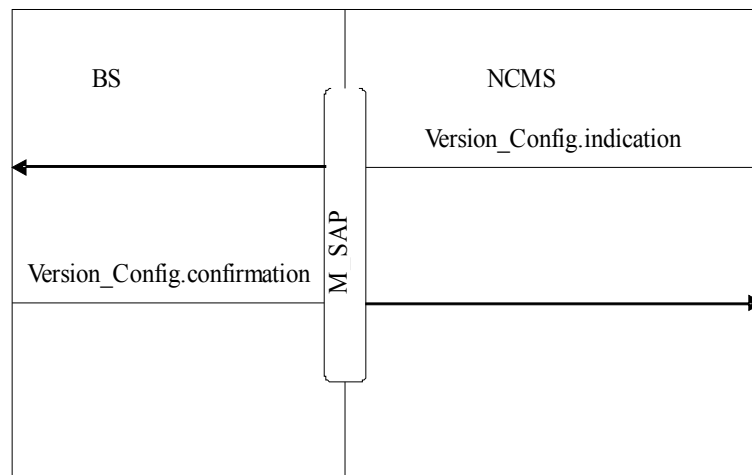 BS
NCMS
Version_Config.indication
M_SAP
Version_Config.confirmation